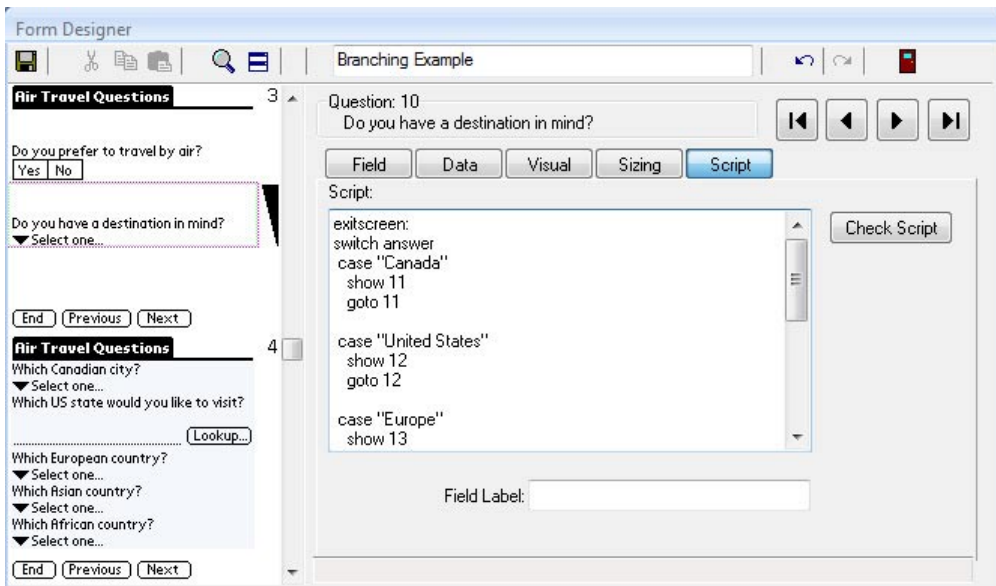 Form Designer
Branching Example
Air Travel Questions 3
Do you prefer to travel by air?
Yes No
Do you have a destination in mind?
Select one...
End Previous Next
Air Travel Questions 4
Which Canadian city?
Select one...
Which US state would you like to visit?
Lookup...
Which European country?
Select one...
Which Asian country?
Select one...
Which African country?
Select one...
End Previous Next
Question: 10
Do you have a destination in mind?
Field Data Visual Sizing Script
Script:
exitscreen:
switch answer
case "Canada"
show 11
goto 11
case "United States"
show 12
goto 12
case "Europe"
show 13
Check Script
Field Label: